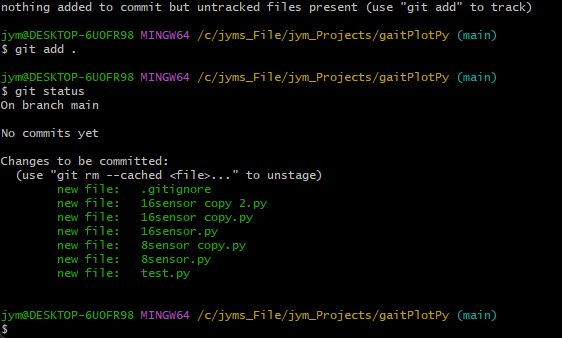 nothing added to commit but untracked files present (use "git add" to track)
jym@DESKTOP-6UOFR98 MINGW64 /c/jyms_File/jym_Projects/gaitPlotPy (main)
$ git add .
jym@DESKTOP-6UOFR98 MINGW64 /c/jyms_File/jym_Projects/gaitPlotPy (main)
$ git status
On branch main
No commits yet
Changes to be committed:
  (use "git rm --cached <file>..." to unstage)
        new file:   .gitignore
        new file:   16sensor copy 2.py
        new file:   16sensor copy.py
        new file:   16sensor.py
        new file:   8sensor copy.py
        new file:   8sensor.py
        new file:   test.py
jym@DESKTOP-6UOFR98 MINGW64 /c/jyms_File/jym_Projects/gaitPlotPy (main)
$